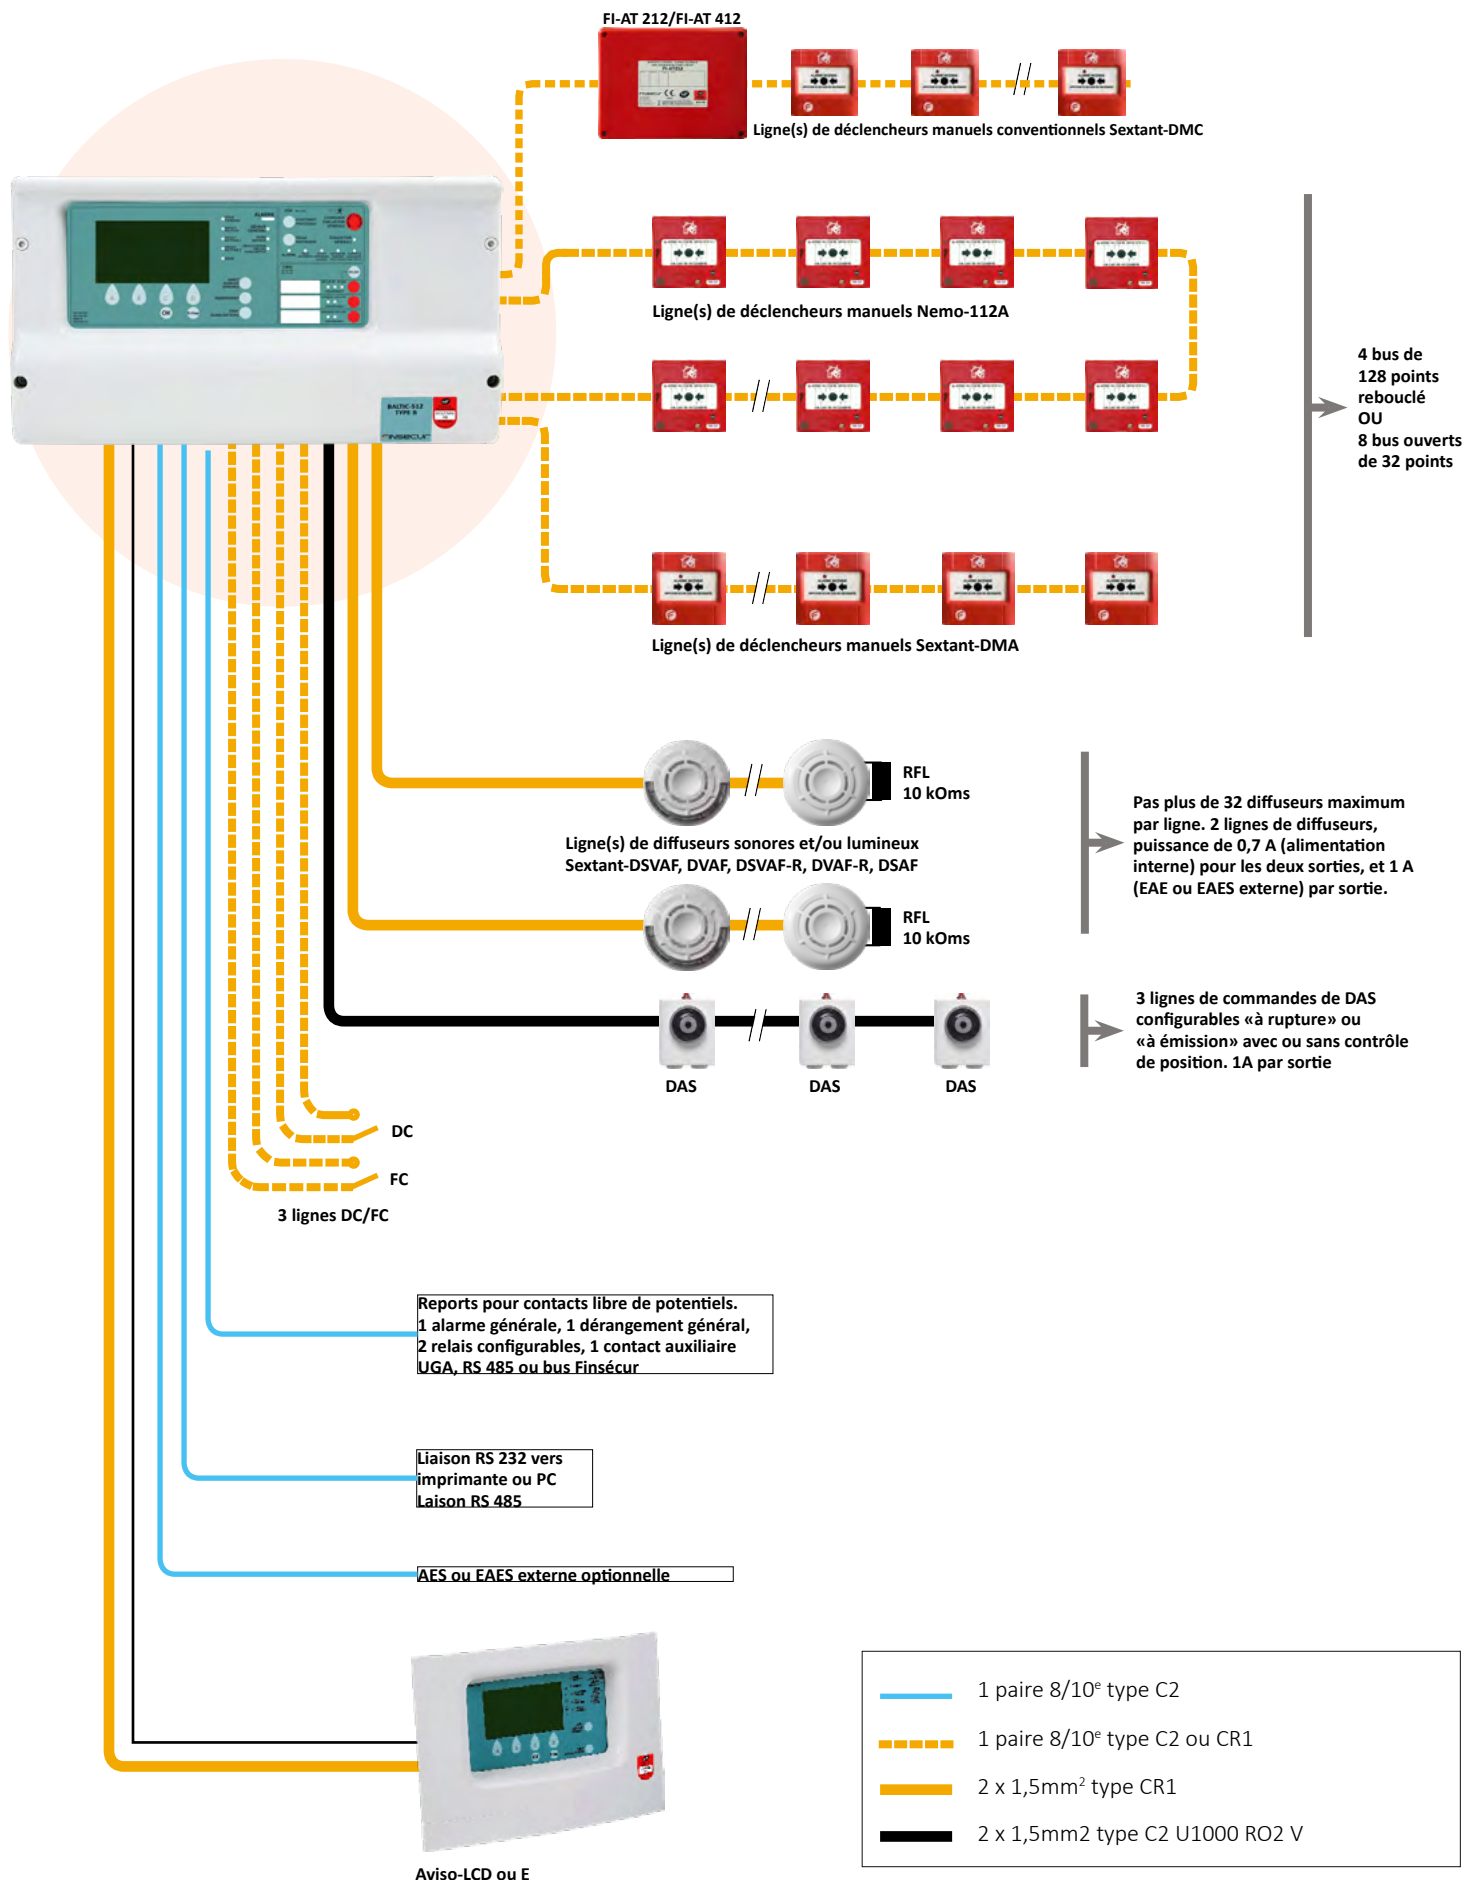 FI-AT 212/FI-AT 412
Ligne(s) de déclencheurs manuels conventionnels Sextant-DMC
BALTIC-512
TYPE B
FINSECUR
Ligne(s) de déclencheurs manuels Nemo-112A
4 bus de
128 points
rebouclé
OU
8 bus ouverts
de 32 points
Ligne(s) de déclencheurs manuels Sextant-DMA
RFL
10 kOms
Ligne(s) de diffuseurs sonores et/ou lumineux
Sextant-DSVAF, DVAF, DSVAF-R, DVAF-R, DSAF
Pas plus de 32 diffuseurs maximum
par ligne. 2 lignes de diffuseurs,
puissance de 0,7 A (alimentation
interne) pour les deux sorties, et 1 A
(EAE ou EAES externe) par sortie.
RFL
10 kOms
3 lignes de commandes de DAS
configurables «à rupture» ou
«à émission» avec ou sans contrôle
de position. 1A par sortie
DAS
DAS
DAS
DC
FC
3 lignes DC/FC
Reports pour contacts libre de potentiels.
1 alarme générale, 1 dérangement général,
2 relais configurables, 1 contact auxiliaire
UGA, RS 485 ou bus Finsécur
Liaison RS 232 vers
imprimante ou PC
Laison RS 485
AES ou EAES externe optionnelle
Aviso-LCD ou E
1 paire 8/10e type C2
1 paire 8/10e type C2 ou CR1
2 x 1,5mm² type CR1
2 x 1,5mm2 type C2 U1000 RO2 V